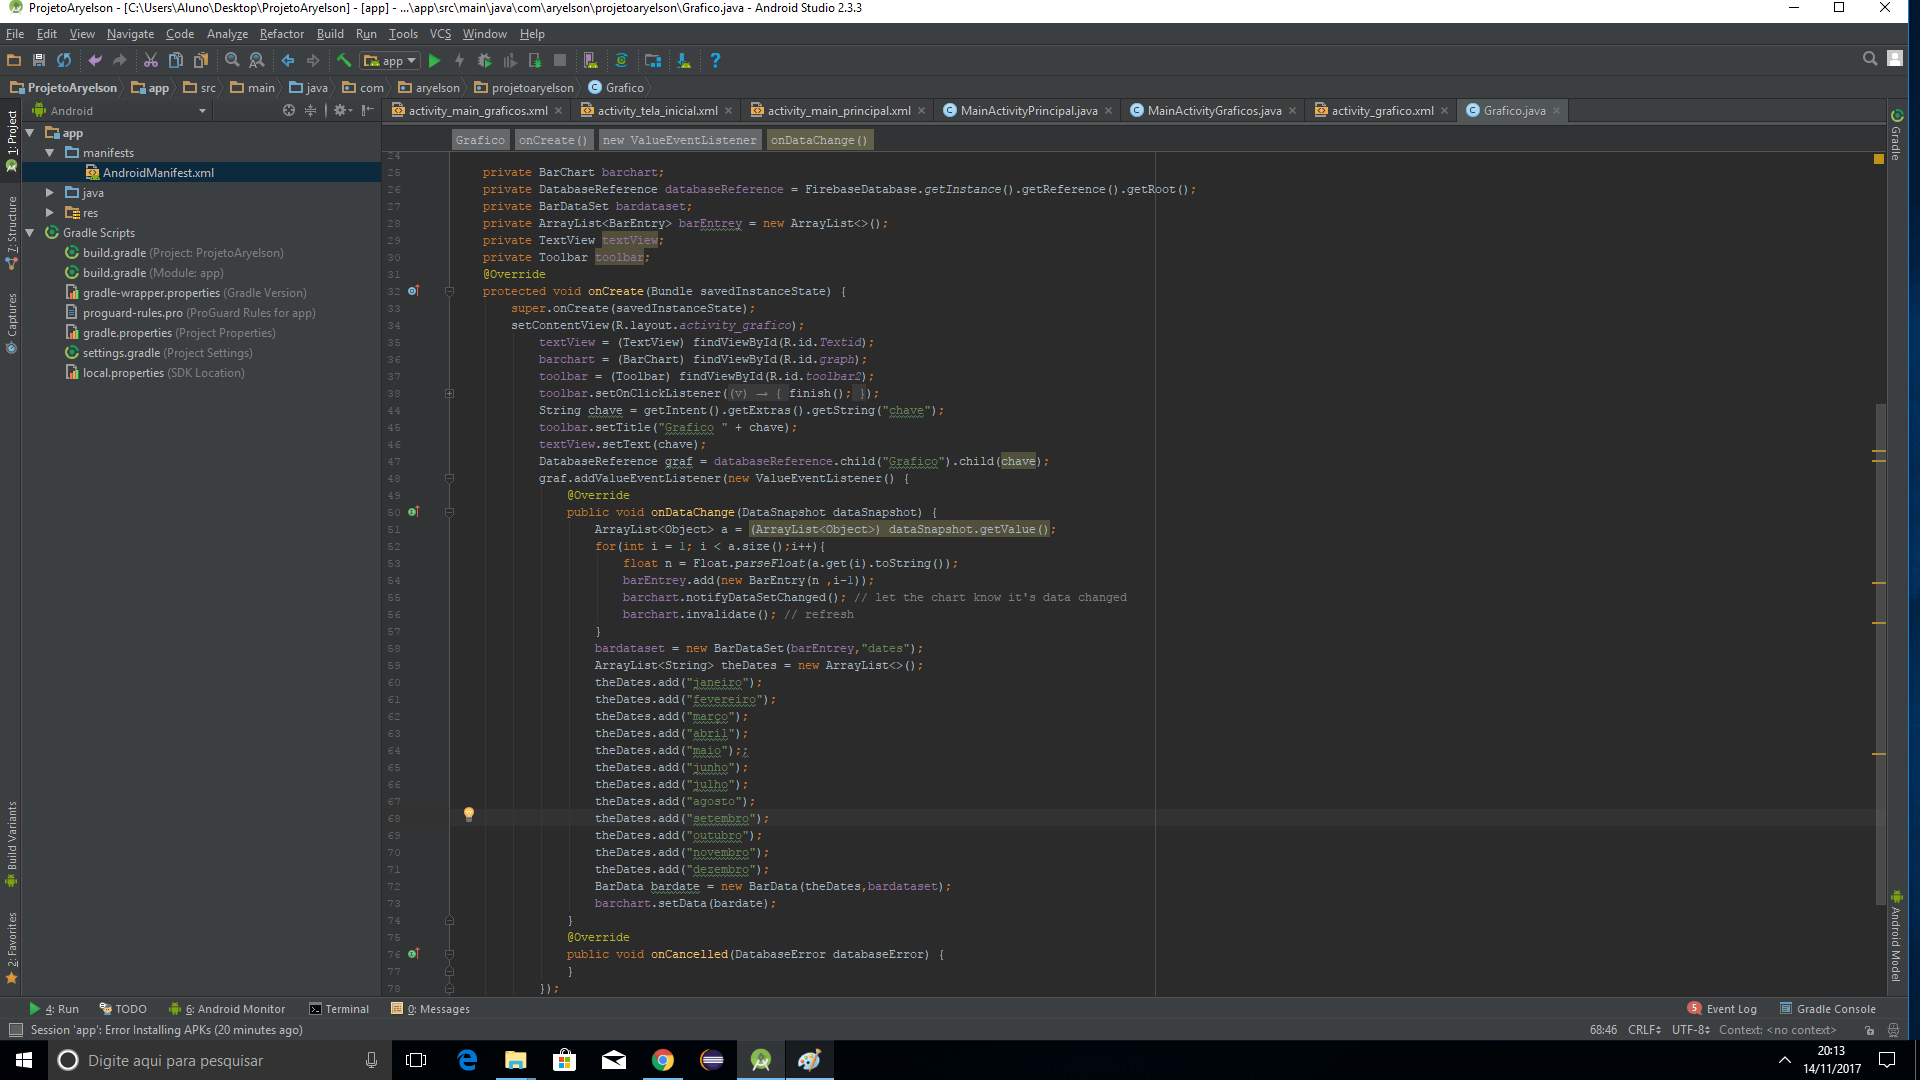 ProjetoAryelson - [C:\Users\Aluno\Desktop\ProjetoAryelson] - [app] - ...\app\src\main\java\com\aryelson\projetoaryelson\Grafico.java - Android Studio 2.3.3
File Edit View Navigate Code Analyze Refactor Build Run Tools VCS Window Help
app
ProjetoAryelson app src main java com aryelson projetoaryelson Grafico
Android
activity_main_graficos.xml activity_tela_inicial.xml activity_main_principal.xml MainActivityPrincipal.java MainActivityGraficos.java activity_grafico.xml Grafico.java
Grafico onCreate() new ValueEventListener onDataChange()
1: Project
7: Structure
Captures
Build Variants
2: Favorites
app
manifests
AndroidManifest.xml
java
res
Gradle Scripts
build.gradle (Project: ProjetoAryelson)
build.gradle (Module: app)
gradle-wrapper.properties (Gradle Version)
proguard-rules.pro (ProGuard Rules for app)
gradle.properties (Project Properties)
settings.gradle (Project Settings)
local.properties (SDK Location)
24
25 private BarChart barchart;
26 private DatabaseReference databaseReference = FirebaseDatabase.getInstance().getReference().getRoot();
27 private BarDataSet bardataset;
28 private ArrayList<BarEntry> barEntrey = new ArrayList<>();
29 private TextView textView;
30 private Toolbar toolbar;
31 @Override
32 protected void onCreate(Bundle savedInstanceState) {
33 super.onCreate(savedInstanceState);
34 setContentView(R.layout.activity_grafico);
35 textView = (TextView) findViewById(R.id.Textid);
36 barchart = (BarChart) findViewById(R.id.graph);
37 toolbar = (Toolbar) findViewById(R.id.toolbar2);
38 toolbar.setOnClickListener((v) → { finish(); });
44 String chave = getIntent().getExtras().getString("chave");
45 toolbar.setTitle("Grafico " + chave);
46 textView.setText(chave);
47 DatabaseReference graf = databaseReference.child("Grafico").child(chave);
48 graf.addValueEventListener(new ValueEventListener() {
49 @Override
50 public void onDataChange(DataSnapshot dataSnapshot) {
51 ArrayList<Object> a = (ArrayList<Object>) dataSnapshot.getValue();
52 for(int i = 1; i < a.size();i++){
53 float n = Float.parseFloat(a.get(i).toString());
54 barEntrey.add(new BarEntry(n ,i-1));
55 barchart.notifyDataSetChanged(); // let the chart know it's data changed
56 barchart.invalidate(); // refresh
57 }
58 bardataset = new BarDataSet(barEntrey,"dates");
59 ArrayList<String> theDates = new ArrayList<>();
60 theDates.add("janeiro");
61 theDates.add("fevereiro");
62 theDates.add("março");
63 theDates.add("abril");
64 theDates.add("maio");;
65 theDates.add("junho");
66 theDates.add("julho");
67 theDates.add("agosto");
68 theDates.add("setembro");
69 theDates.add("outubro");
70 theDates.add("novembro");
71 theDates.add("dezembro");
72 BarData bardate = new BarData(theDates,bardataset);
73 barchart.setData(bardate);
74 }
75 @Override
76 public void onCancelled(DatabaseError databaseError) {
77 }
78 });
Gradle
Android Model
4: Run TODO 6: Android Monitor Terminal 0: Messages 5 Event Log Gradle Console
Session 'app': Error Installing APKs (20 minutes ago) 68:46 CRLF UTF-8 Context: <no context>
Digite aqui para pesquisar
20:13
14/11/2017